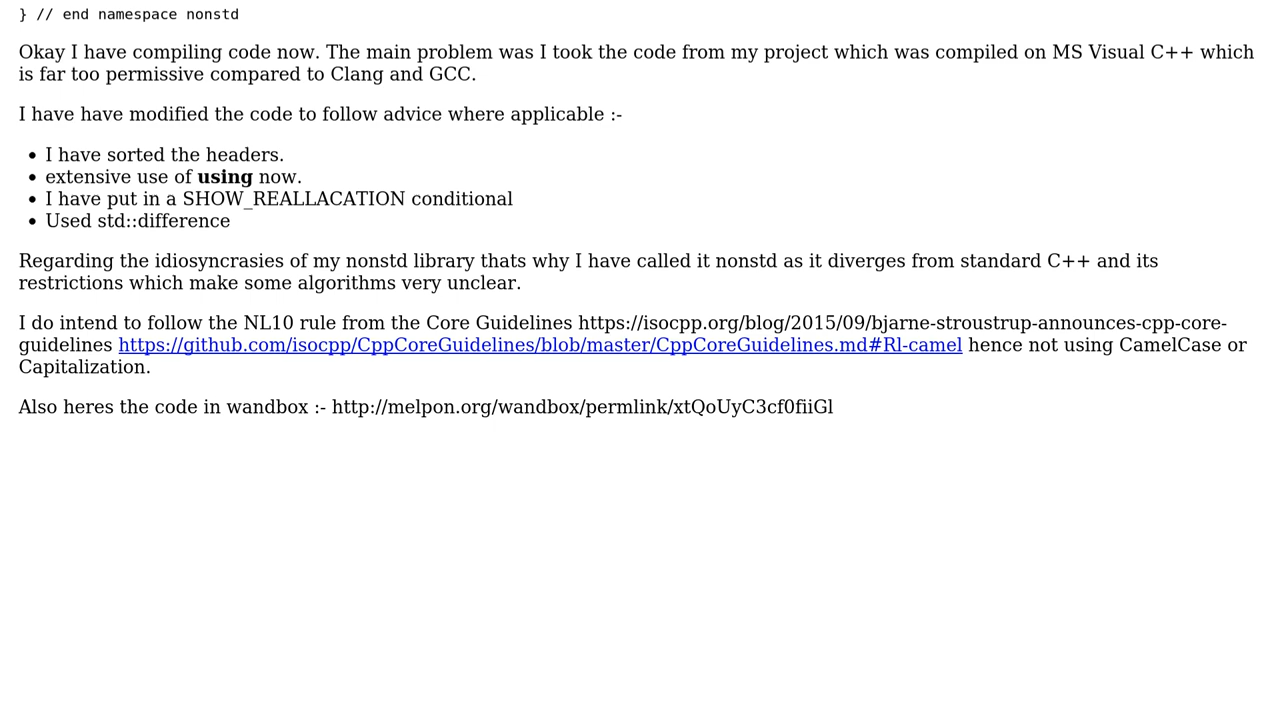 } // end namespace nonstd
Okay I have compiling code now. The main problem was I took the code from my project which was compiled on MS Visual C++ which
is far too permissive compared to Clang and GCC.
I have have modified the code to follow advice where applicable :-
• I have sorted the headers.
• extensive use of using now.
• I have put in a SHOW_REALLACATION conditional
• Used std::difference
Regarding the idiosyncrasies of my nonstd library thats why I have called it nonstd as it diverges from standard C++ and its
restrictions which make some algorithms very unclear.
I do intend to follow the NL10 rule from the Core Guidelines https://isocpp.org/blog/2015/09/bjarne-stroustrup-announces-cpp-core-
guidelines https://github.com/isocpp/CppCoreGuidelines/blob/master/CppCoreGuidelines.md#Rl-camel hence not using CamelCase or
Capitalization.
Also heres the code in wandbox :- http://melpon.org/wandbox/permlink/xtQoUyC3cf0fiiGl